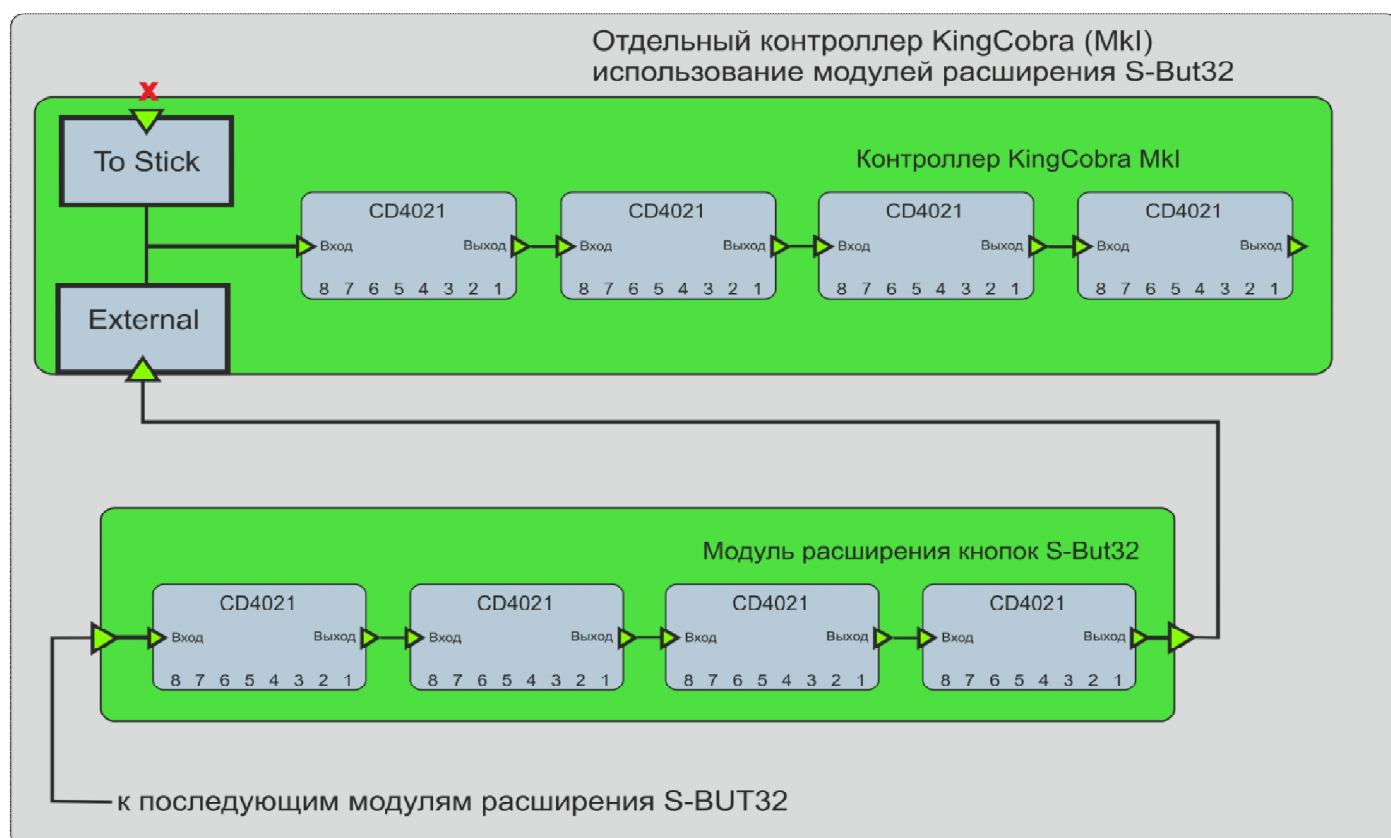 Отдельный контроллер KingCobra (MkI)
использование модулей расширения S-But32
X
To Stick
Контроллер KingCobra MkI
CD4021 CD4021 CD4021 CD4021
Вход Выход Вход Выход Вход Выход Вход Выход
8 7 6 5 4 3 2 1 8 7 6 5 4 3 2 1 8 7 6 5 4 3 2 1 8 7 6 5 4 3 2 1
External
Модуль расширения кнопок S-But32
CD4021 CD4021 CD4021 CD4021
Вход Выход Вход Выход Вход Выход Вход Выход
8 7 6 5 4 3 2 1 8 7 6 5 4 3 2 1 8 7 6 5 4 3 2 1 8 7 6 5 4 3 2 1
к последующим модулям расширения S-BUT32